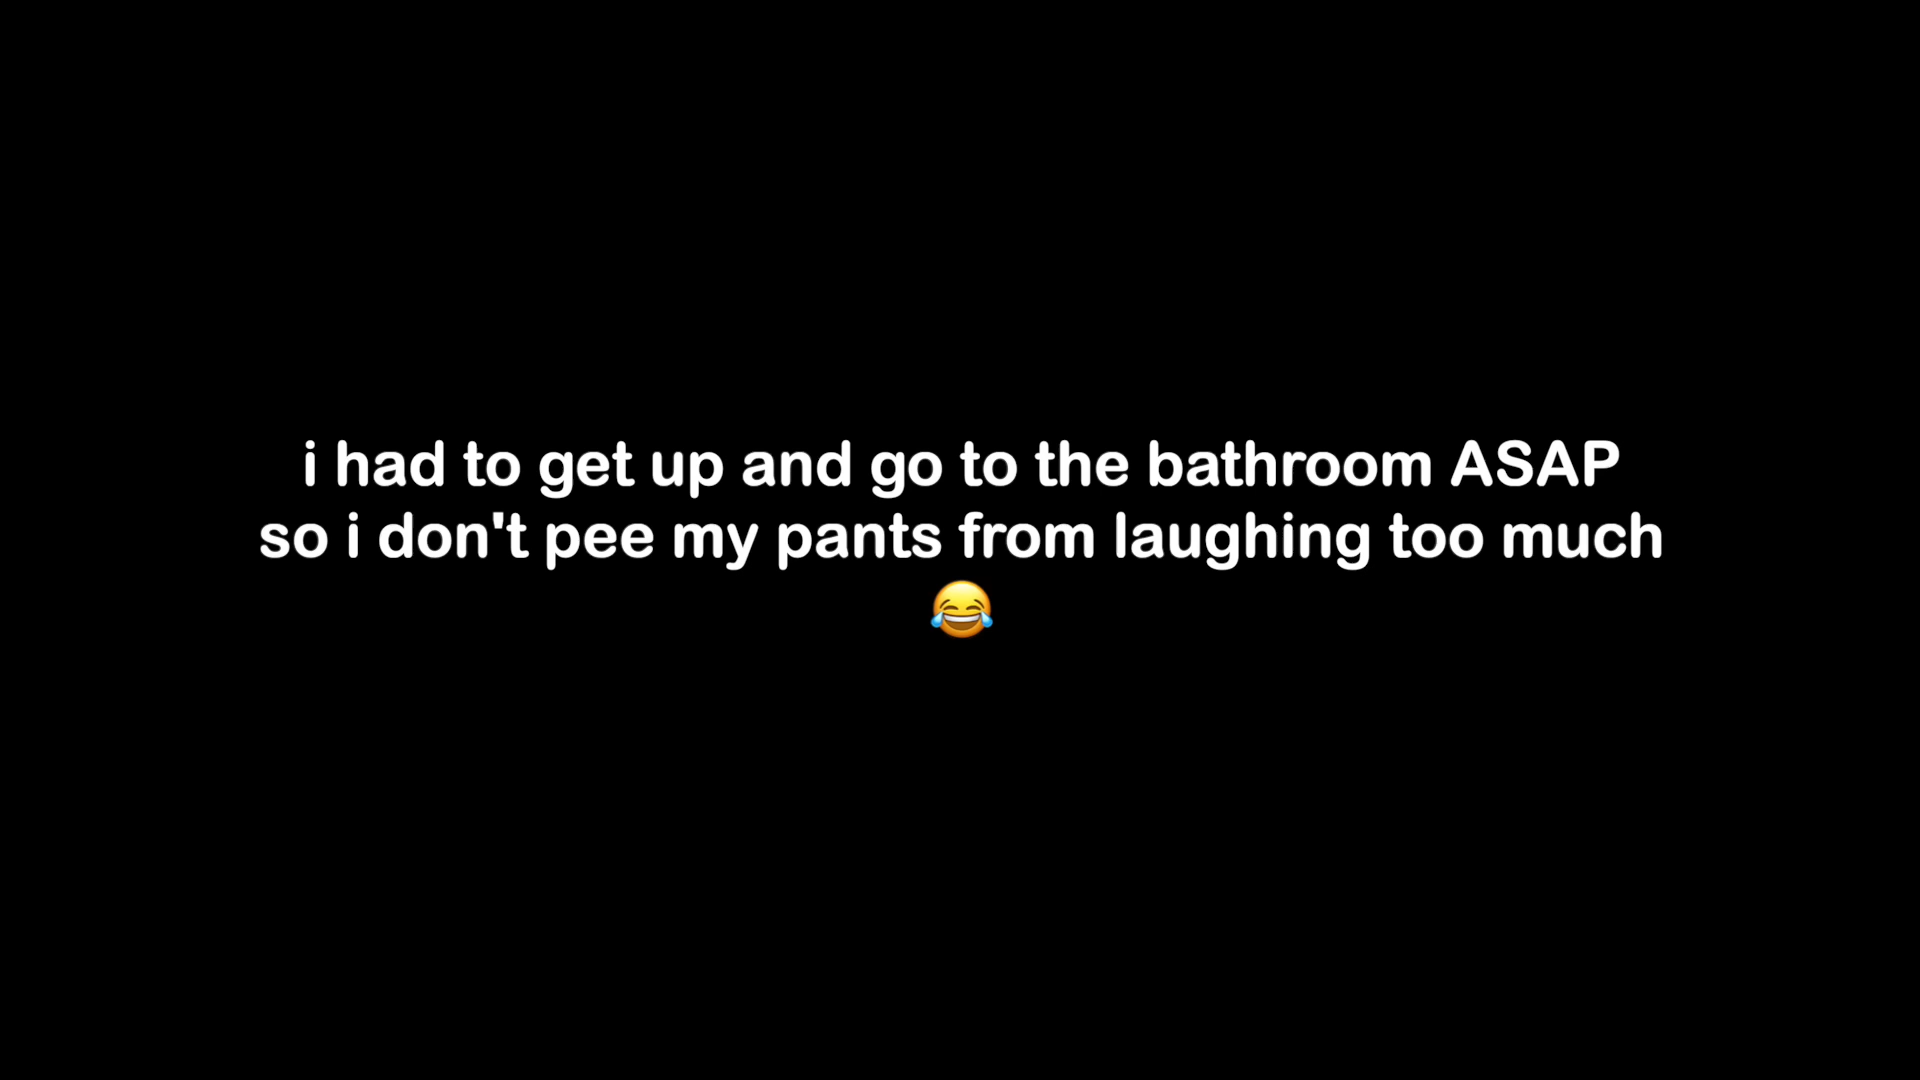 i had to get up and go to the bathroom ASAP
so i don't pee my pants from laughing too much
😂